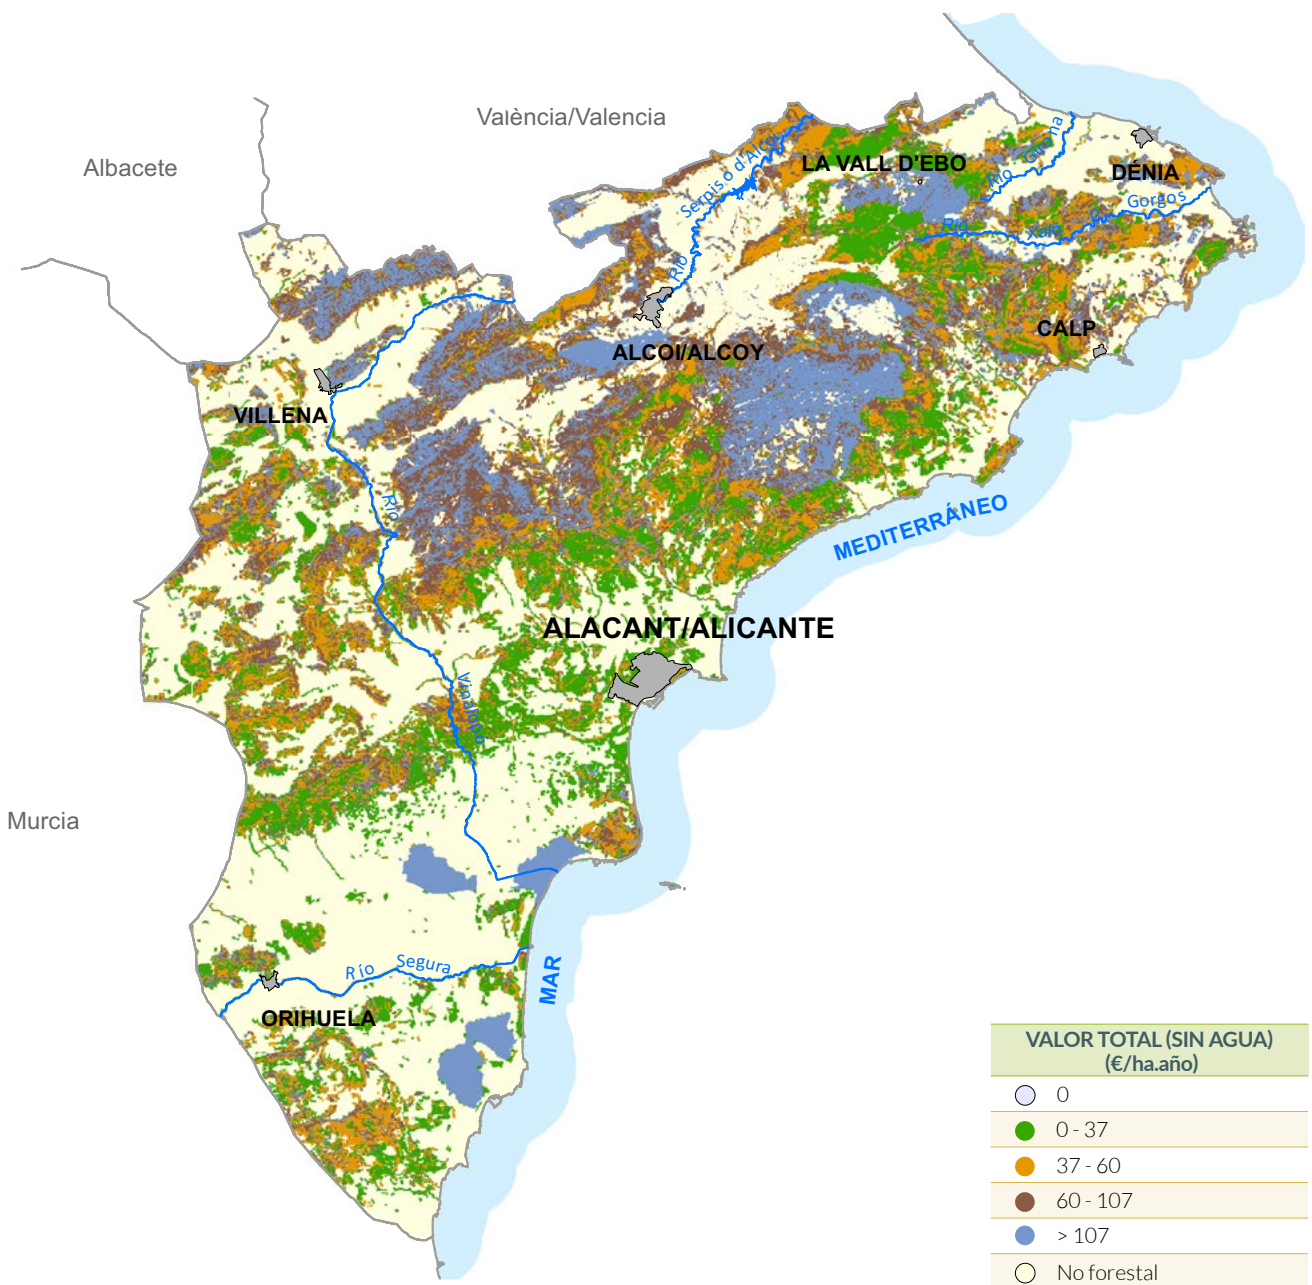 València/Valencia
Albacete
Serpis o d'Alcoi
Río
LA VALL D'EBO
Río Girona
DÉNIA
Río Xaló o Gorgos
ALCOI/ALCOY
CALP
VILLENA
Río
Vinalopó
MEDITERRÁNEO
ALACANT/ALICANTE
Murcia
Río Segura
MAR
ORIHUELA
VALOR TOTAL (SIN AGUA)
(€/ha.año)
0
0 - 37
37 - 60
60 - 107
> 107
No forestal